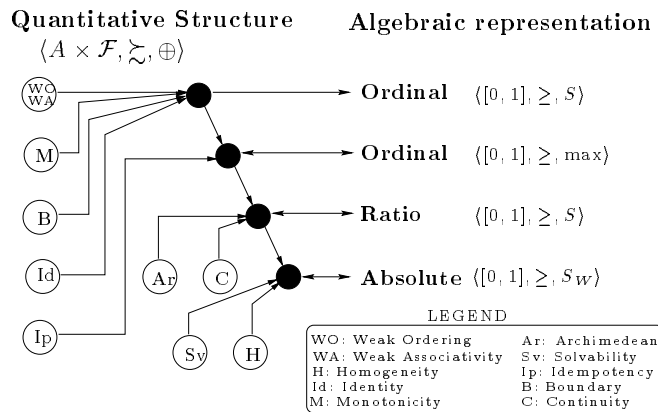 Quantitative Structure
Algebraic representation
⟨A × ℱ, ≿, ⊕⟩
WO
WA
Ordinal ⟨[0, 1], ≥, S⟩
M
Ordinal ⟨[0, 1], ≥, max⟩
B
Ratio ⟨[0, 1], ≥, S⟩
Id
Ar
C
Absolute ⟨[0, 1], ≥, S_W⟩
Ip
Sv
H
LEGEND
WO: Weak Ordering Ar: Archimedean
WA: Weak Associativity Sv: Solvability
H: Homogeneity Ip: Idempotency
Id: Identity B: Boundary
M: Monotonicity C: Continuity